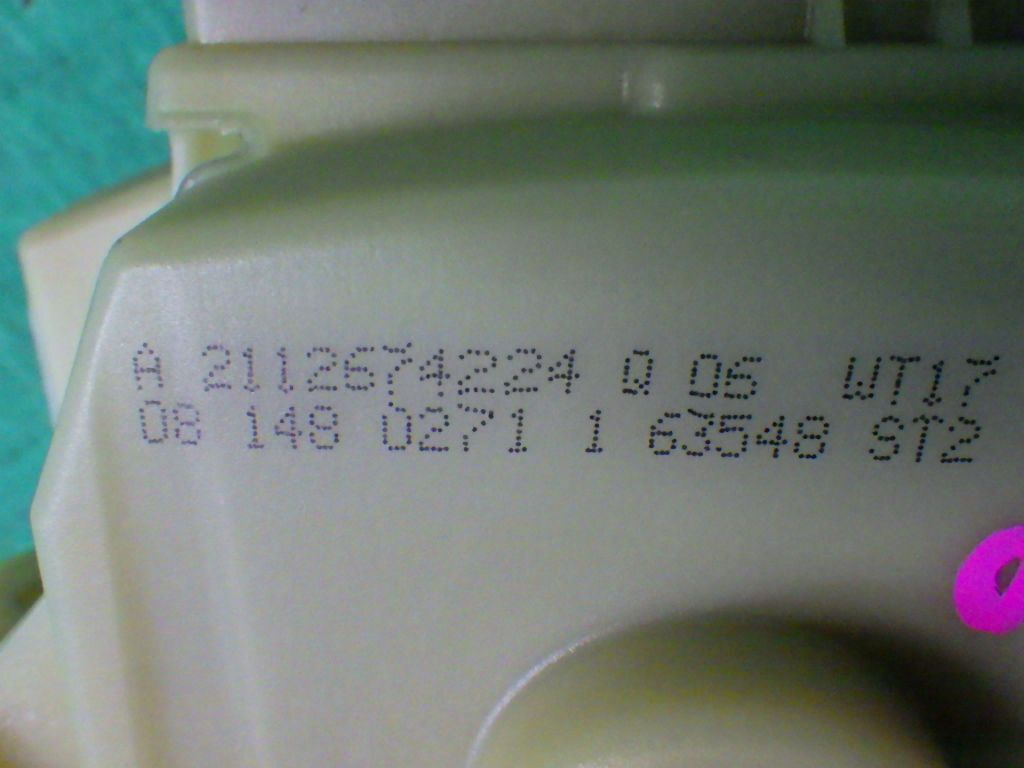 A 2112674224 Q 05 WT17
08 148 0271 1 63548 ST2